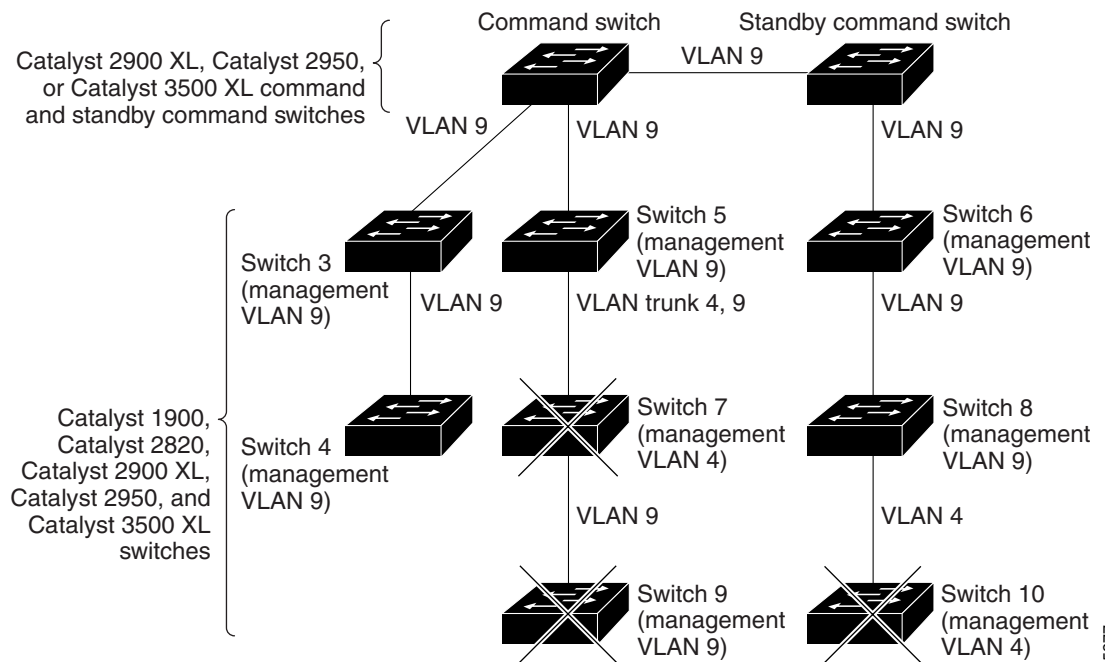 Command switch
Standby command switch
Catalyst 2900 XL, Catalyst 2950,
or Catalyst 3500 XL command
and standby command switches
VLAN 9
VLAN 9
VLAN 9
VLAN 9
Switch 3
(management
VLAN 9)
Switch 5
(management
VLAN 9)
Switch 6
(management
VLAN 9)
VLAN 9
VLAN trunk 4, 9
VLAN 9
Catalyst 1900,
Catalyst 2820,
Catalyst 2900 XL,
Catalyst 2950, and
Catalyst 3500 XL
switches
Switch 4
(management
VLAN 9)
Switch 7
(management
VLAN 4)
Switch 8
(management
VLAN 9)
VLAN 9
VLAN 4
Switch 9
(management
VLAN 9)
Switch 10
(management
VLAN 4)